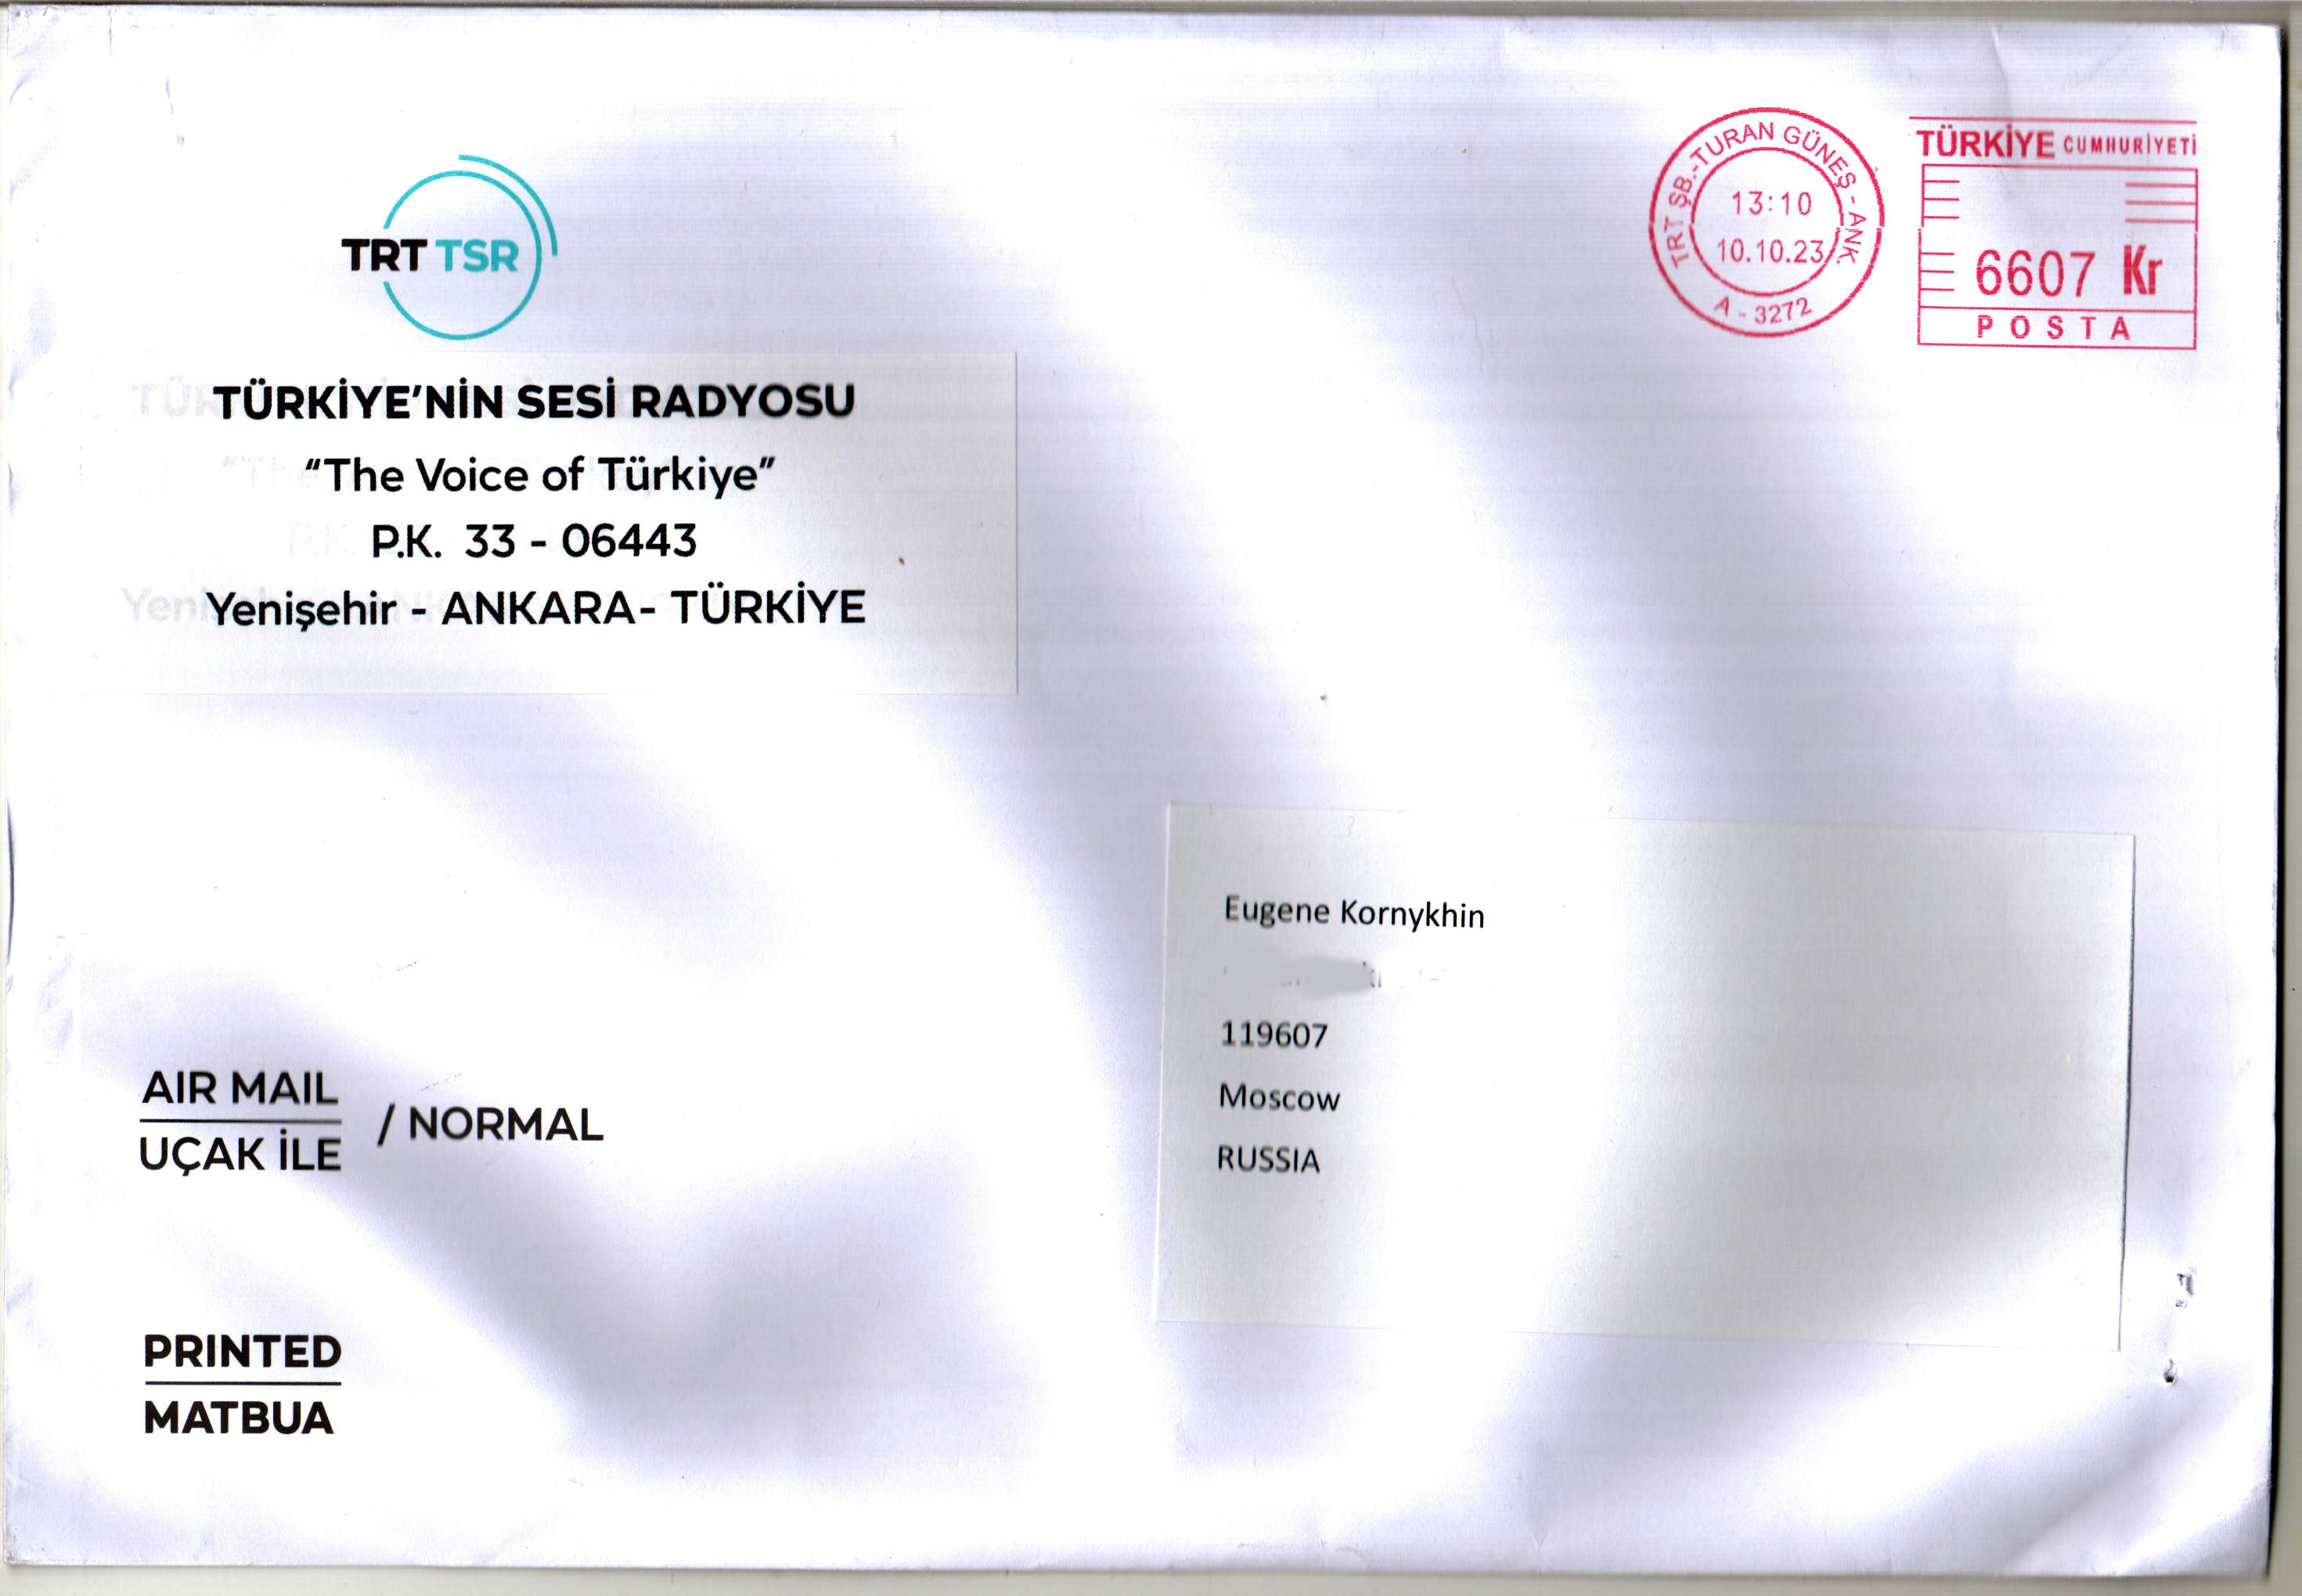 TRT TSR
TÜRKİYE'NİN SESİ RADYOSU
"The Voice of Türkiye"
P.K. 33 - 06443
Yenişehir - ANKARA- TÜRKİYE
TRT ŞB.-TURAN GÜNEŞ - ANK
13:10
10.10.23
A - 3272
TÜRKİYE CUMHURİYETİ
6607 Kr
POSTA
Eugene Kornykhin
119607
Moscow
RUSSIA
AIR MAIL
UÇAK İLE
/ NORMAL
PRINTED
MATBUA